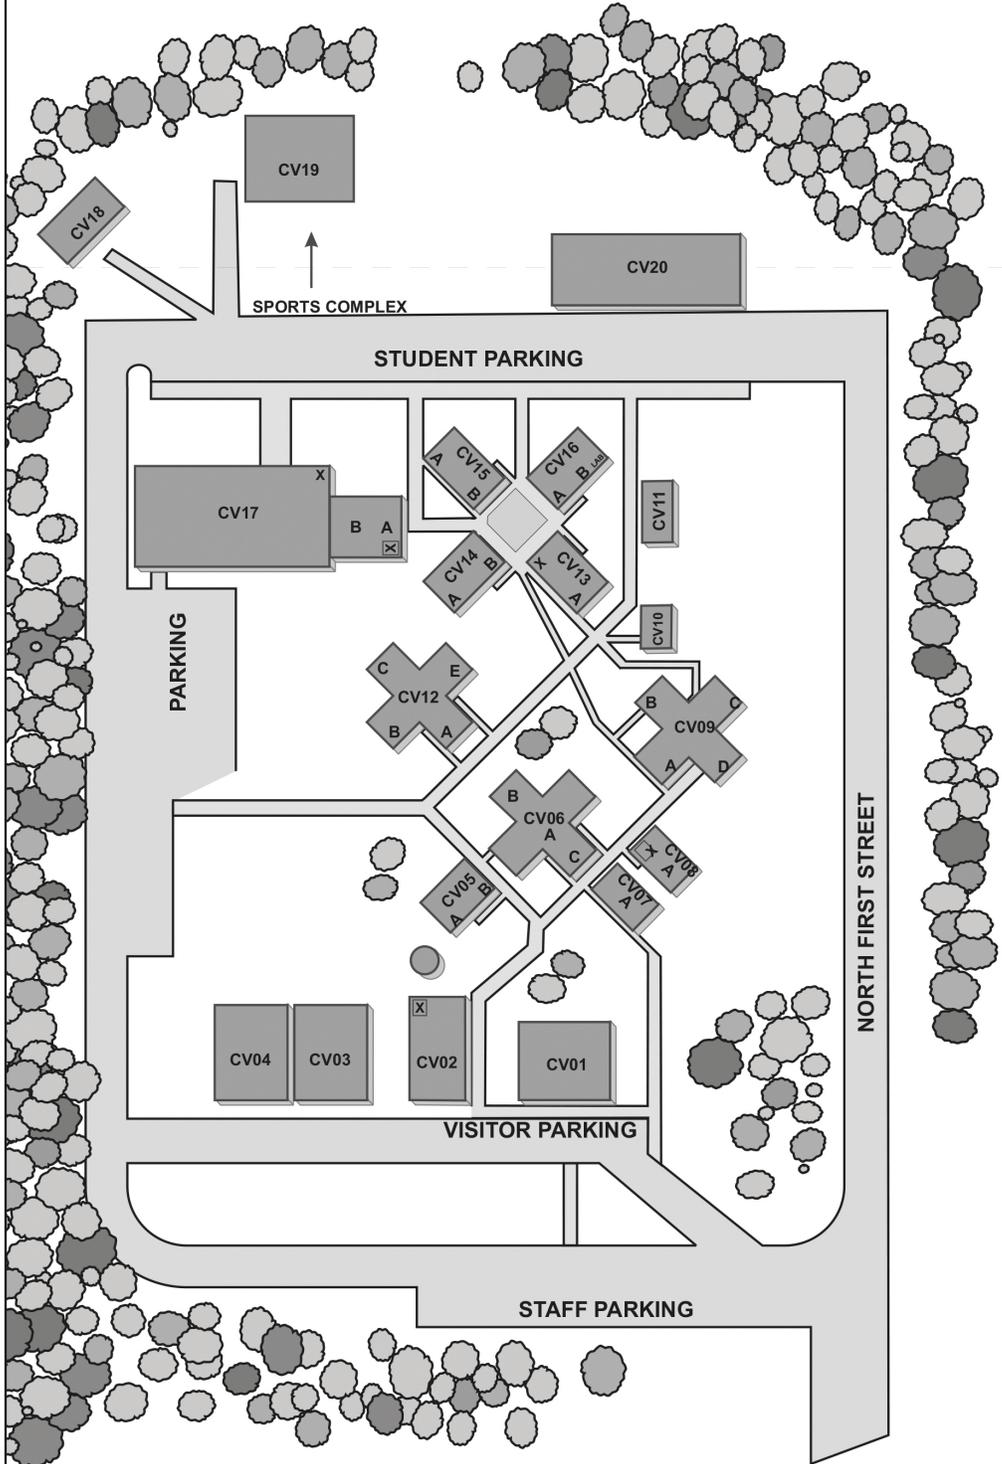 CV19
CV18
CV20
SPORTS COMPLEX
STUDENT PARKING
CV15
A
B
CV16
A
B LAB
X
CV17
B A
X
CV11
CV14
A
B
X
CV13
A
CV10
PARKING
C
E
CV12
B
A
B
C
CV09
A
D
B
CV06
A
C
X
CV08
A
CV07
A
CV05
A
B
NORTH FIRST STREET
X
CV04
CV03
CV02
CV01
VISITOR PARKING
STAFF PARKING